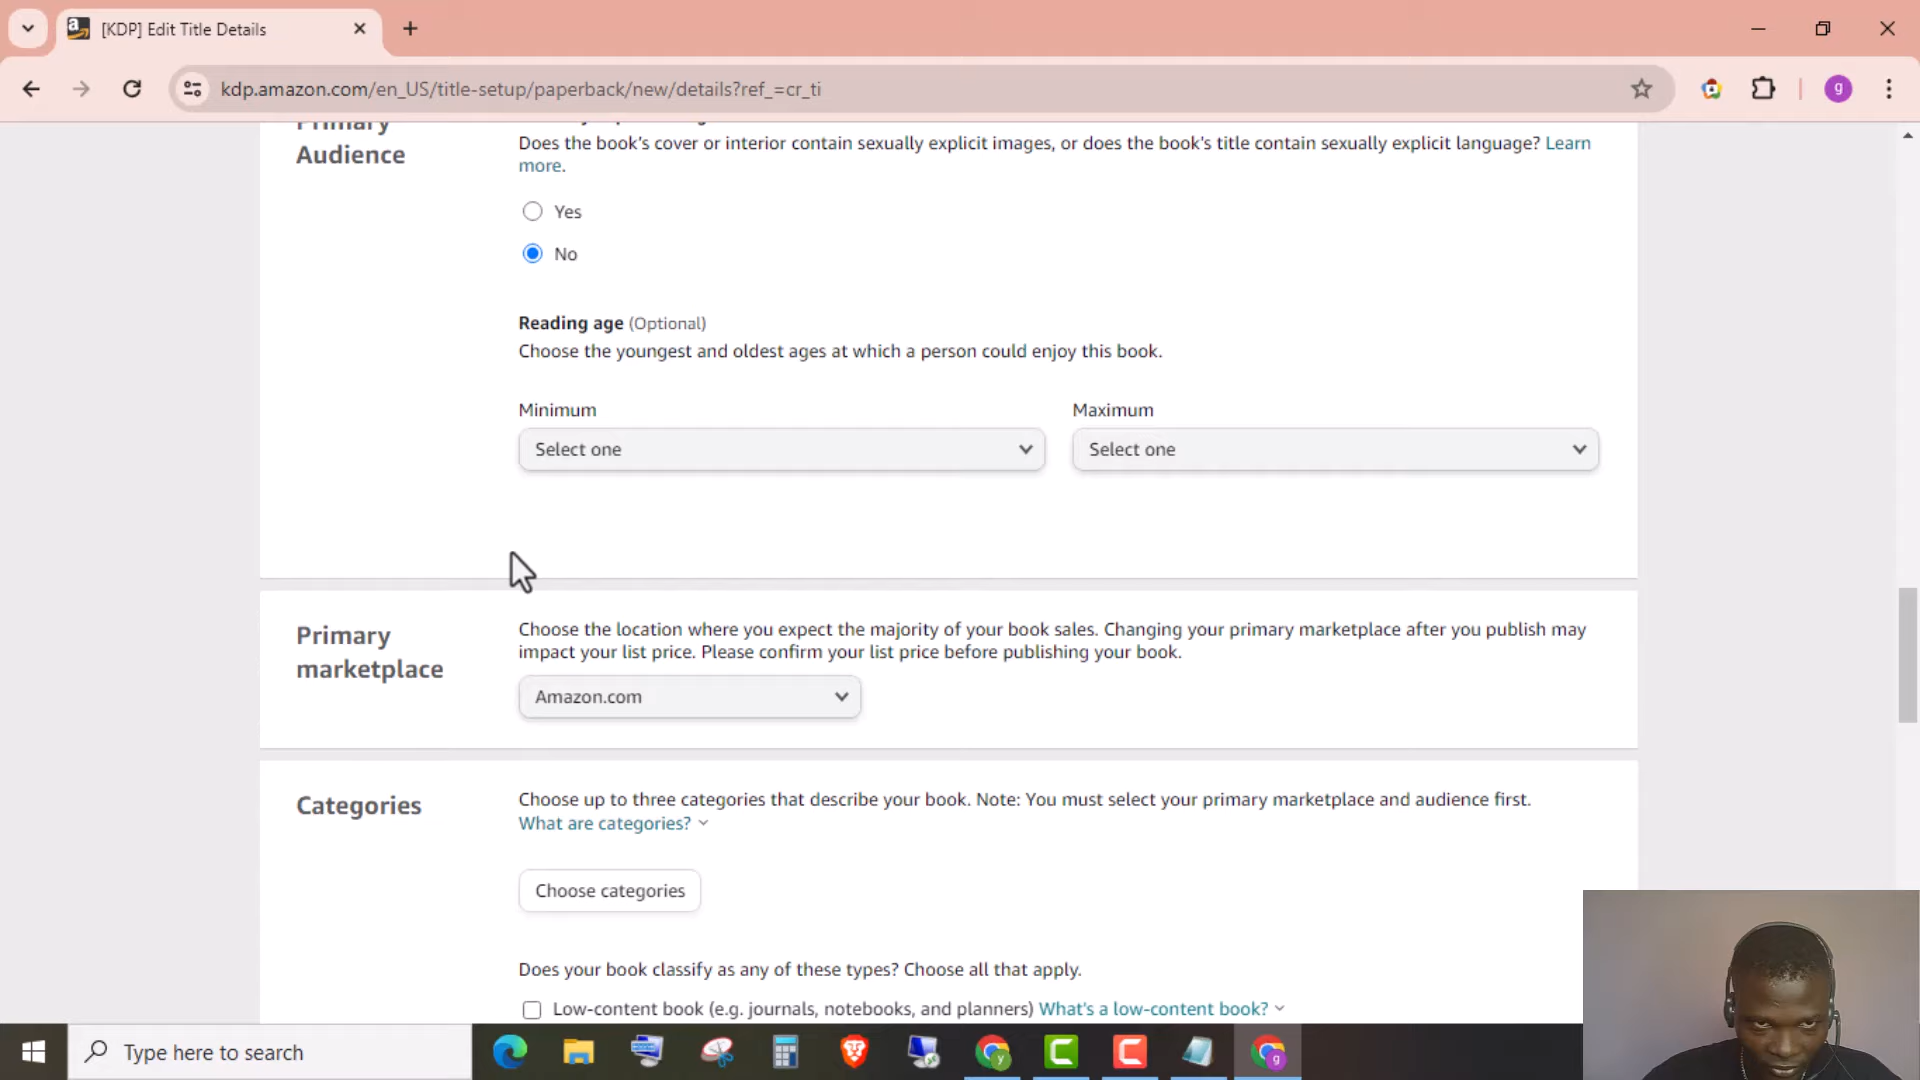 [KDP] Edit Title Details
kdp.amazon.com/en_US/title-setup/paperback/new/details?ref_=cr_ti
g
Primary
Audience
Does the book's cover or interior contain sexually explicit images, or does the book's title contain sexually explicit language? Learn
more.
Yes
No
Reading age (Optional)
Choose the youngest and oldest ages at which a person could enjoy this book.
Minimum
Maximum
Select one
Select one
Primary
marketplace
Choose the location where you expect the majority of your book sales. Changing your primary marketplace after you publish may
impact your list price. Please confirm your list price before publishing your book.
Amazon.com
Categories
Choose up to three categories that describe your book. Note: You must select your primary marketplace and audience first.
What are categories?
Choose categories
Does your book classify as any of these types? Choose all that apply.
Low-content book (e.g. journals, notebooks, and planners) What's a low-content book?
Type here to search